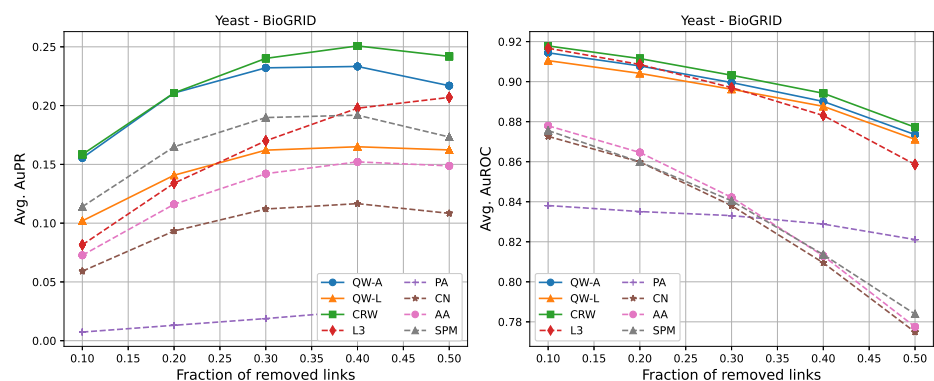 Yeast - BioGRID
Avg. AuPR
0.25
0.20
0.15
0.10
0.05
0.00
QW-A
QW-L
CRW
L3
PA
CN
AA
SPM
0.10 0.15 0.20 0.25 0.30 0.35 0.40 0.45 0.50
Fraction of removed links
Yeast - BioGRID
Avg. AuROC
0.92
0.90
0.88
0.86
0.84
0.82
0.80
0.78
QW-A
QW-L
CRW
L3
PA
CN
AA
SPM
0.10 0.15 0.20 0.25 0.30 0.35 0.40 0.45 0.50
Fraction of removed links